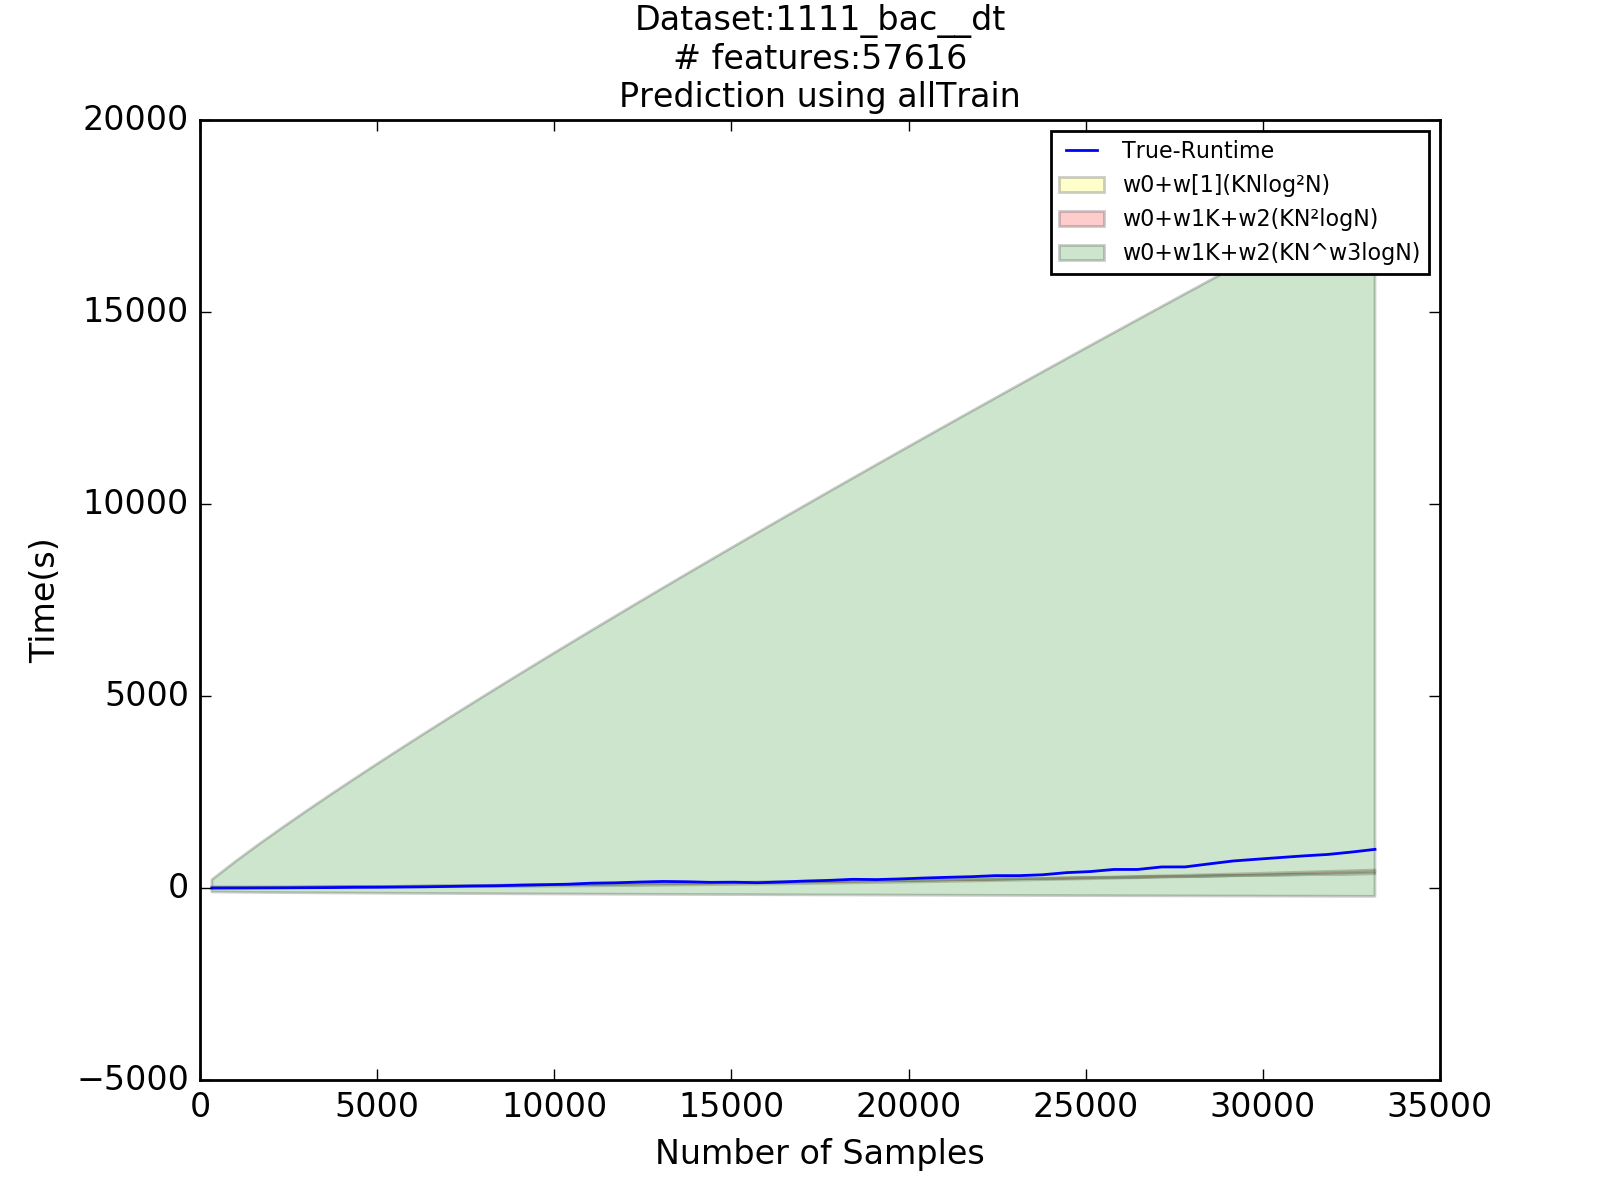 Dataset:1111_bac__dt
# features:57616
Prediction using allTrain
20000
15000
10000
5000
0
−5000
Time(s)
True-Runtime
w0+w[1](KNlog²N)
w0+w1K+w2(KN²logN)
w0+w1K+w2(KN^w3logN)
0 5000 10000 15000 20000 25000 30000 35000
Number of Samples